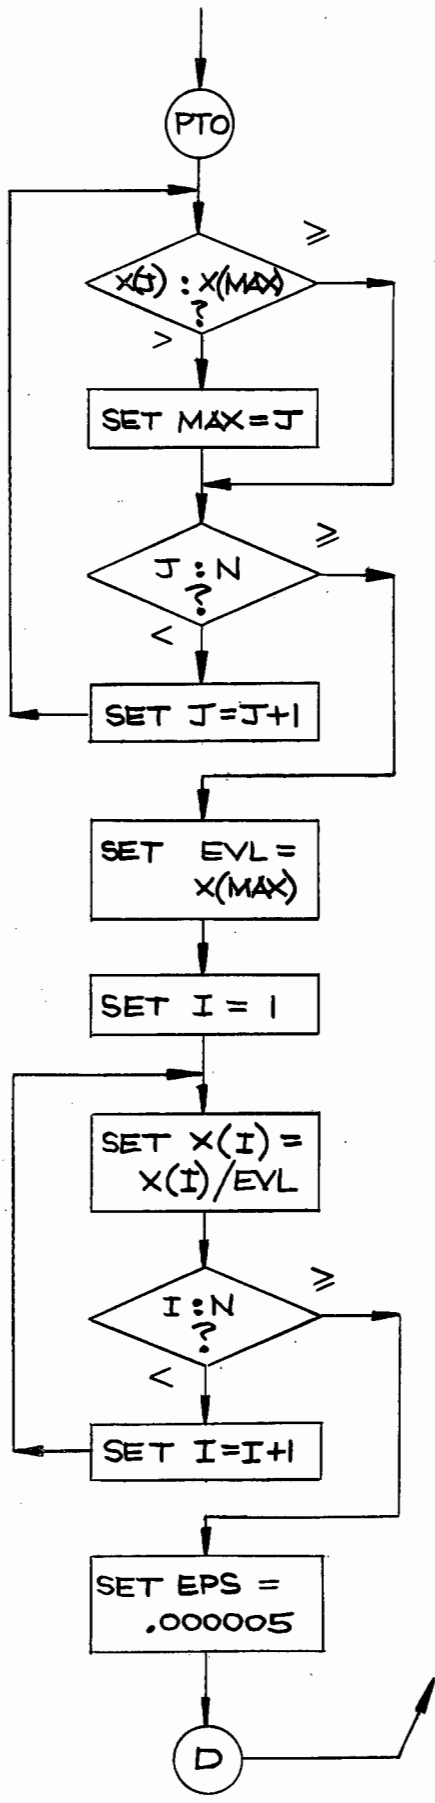 PTO
≥
X(J) : X(MAX)
?
>
SET MAX=J
≥
J : N
?
<
SET J=J+1
SET EVL =
X(MAX)
SET I = 1
SET X(I) =
X(I)/EVL
≥
I : N
?
<
SET I=I+1
SET EPS =
.000005
D